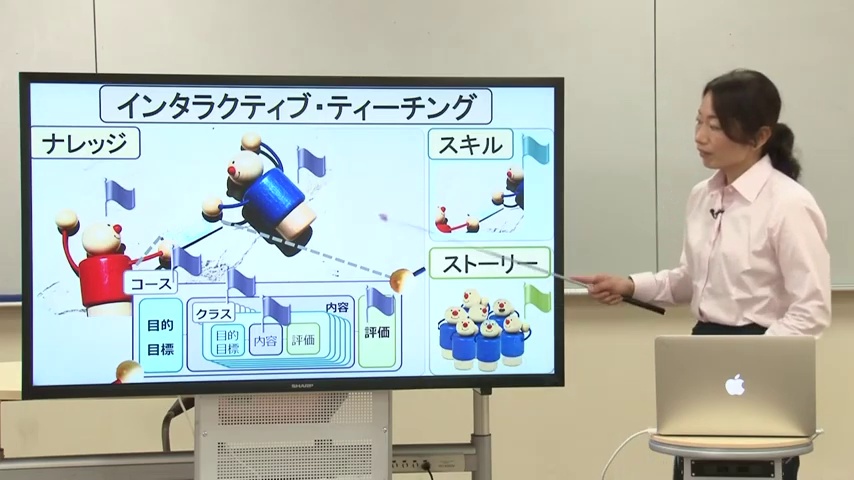 インタラクティブ・ティーチング
ナレッジ
スキル
ストーリー
コース
目的
目標
クラス
目的
目標
内容
評価
内容
評価
SHARP